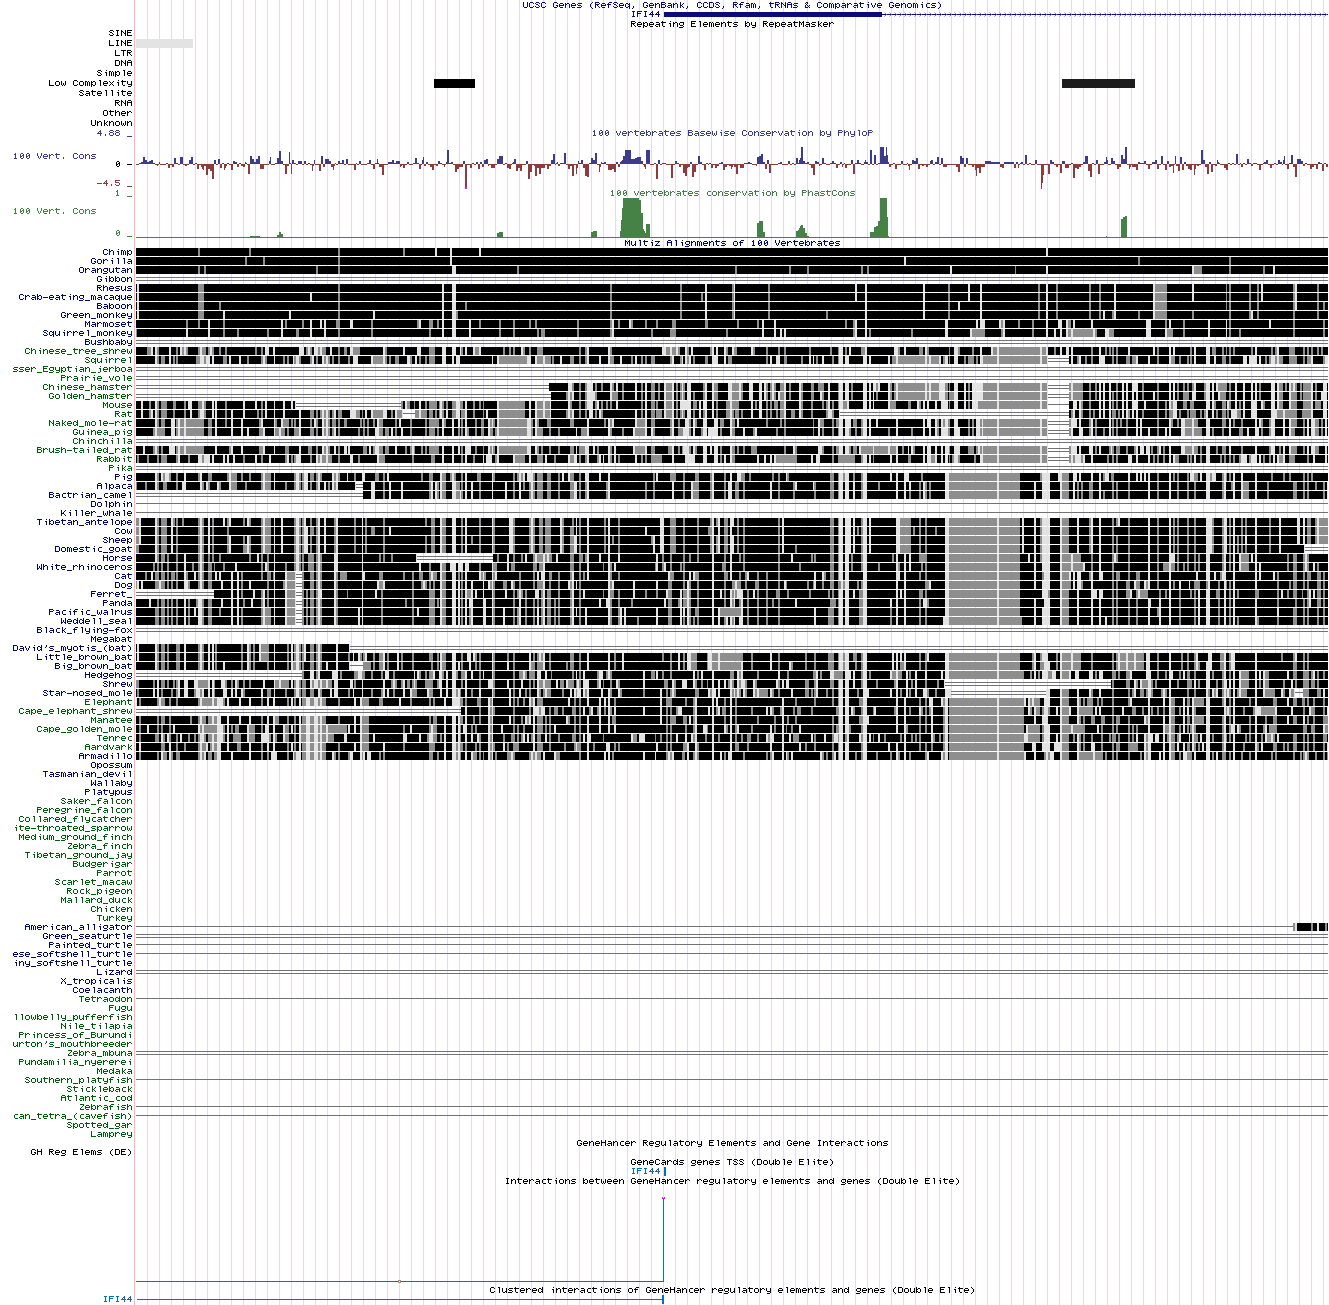 UCSC Genes (RefSeq, GenBank, CCDS, Rfam, tRNAs & Comparative Genomics)
IFI44
Repeating Elements by RepeatMasker
SINE
LINE
LTR
DNA
Simple
Low Complexity
Satellite
RNA
Other
Unknown
4.88 _
100 vertebrates Basewise Conservation by PhyloP
100 Vert. Cons
0 _
-4.5 _
100 vertebrates conservation by PhastCons
1 _
100 Vert. Cons
0 _
Multiz Alignments of 100 Vertebrates
Chimp
Gorilla
Orangutan
Gibbon
Rhesus
Crab-eating_macaque
Baboon
Green_monkey
Marmoset
Squirrel_monkey
Bushbaby
Chinese_tree_shrew
Squirrel
sser_Egyptian_jerboa
Prairie_vole
Chinese_hamster
Golden_hamster
Mouse
Rat
Naked_mole-rat
Guinea_pig
Chinchilla
Brush-tailed_rat
Rabbit
Pika
Pig
Alpaca
Bactrian_camel
Dolphin
Killer_whale
Tibetan_antelope
Cow
Sheep
Domestic_goat
Horse
White_rhinoceros
Cat
Dog
Ferret_
Panda
Pacific_walrus
Weddell_seal
Black_flying-fox
Megabat
David's_myotis_(bat)
Little_brown_bat
Big_brown_bat
Hedgehog
Shrew
Star-nosed_mole
Elephant
Cape_elephant_shrew
Manatee
Cape_golden_mole
Tenrec
Aardvark
Armadillo
Opossum
Tasmanian_devil
Wallaby
Platypus
Saker_falcon
Peregrine_falcon
Collared_flycatcher
ite-throated_sparrow
Medium_ground_finch
Zebra_finch
Tibetan_ground_jay
Budgerigar
Parrot
Scarlet_macaw
Rock_pigeon
Mallard_duck
Chicken
Turkey
American_alligator
Green_seaturtle
Painted_turtle
ese_softshell_turtle
iny_softshell_turtle
Lizard
X_tropicalis
Coelacanth
Tetraodon
Fugu
llowbelly_pufferfish
Nile_tilapia
Princess_of_Burundi
urton's_mouthbreeder
Zebra_mbuna
Pundamilia_nyererei
Medaka
Southern_platyfish
Stickleback
Atlantic_cod
Zebrafish
can_tetra_(cavefish)
Spotted_gar
Lamprey
GeneHancer Regulatory Elements and Gene Interactions
GH Reg Elems (DE)
GeneCards genes TSS (Double Elite)
IFI44
Interactions between GeneHancer regulatory elements and genes (Double Elite)
Clustered interactions of GeneHancer regulatory elements and genes (Double Elite)
IFI44